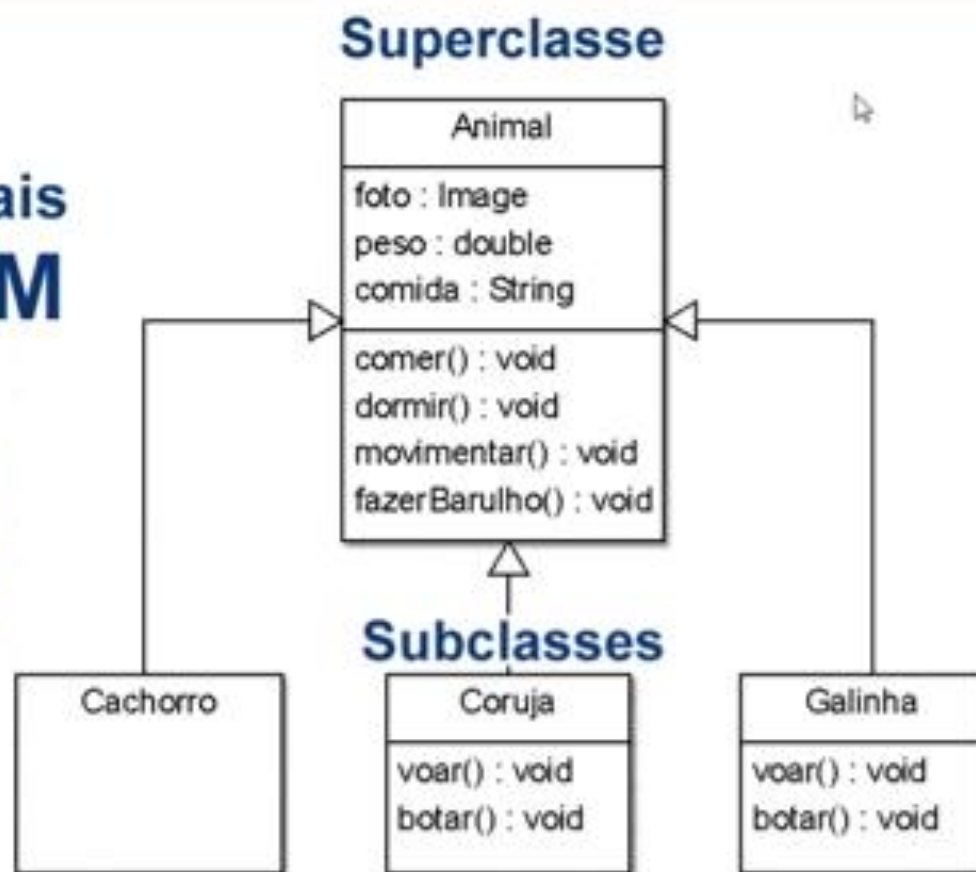 Superclasse
Animal
foto : Image
peso : double
comida : String
comer() : void
dormir() : void
movimentar() : void
fazerBarulho() : void
ais
M
Subclasses
Cachorro
Coruja
voar() : void
botar() : void
Galinha
voar() : void
botar() : void